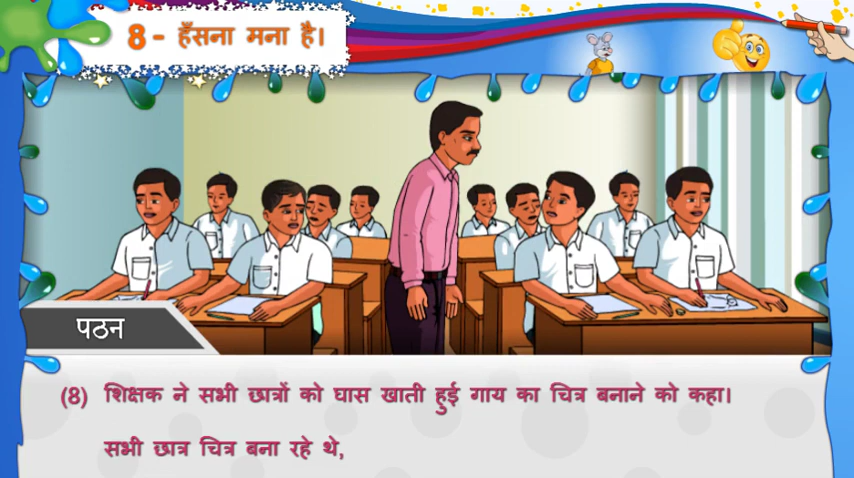 8 - हँसना मना है।
पठन
(8) शिक्षक ने सभी छात्रों को घास खाती हुई गाय का चित्र बनाने को कहा।
सभी छात्र चित्र बना रहे थे,